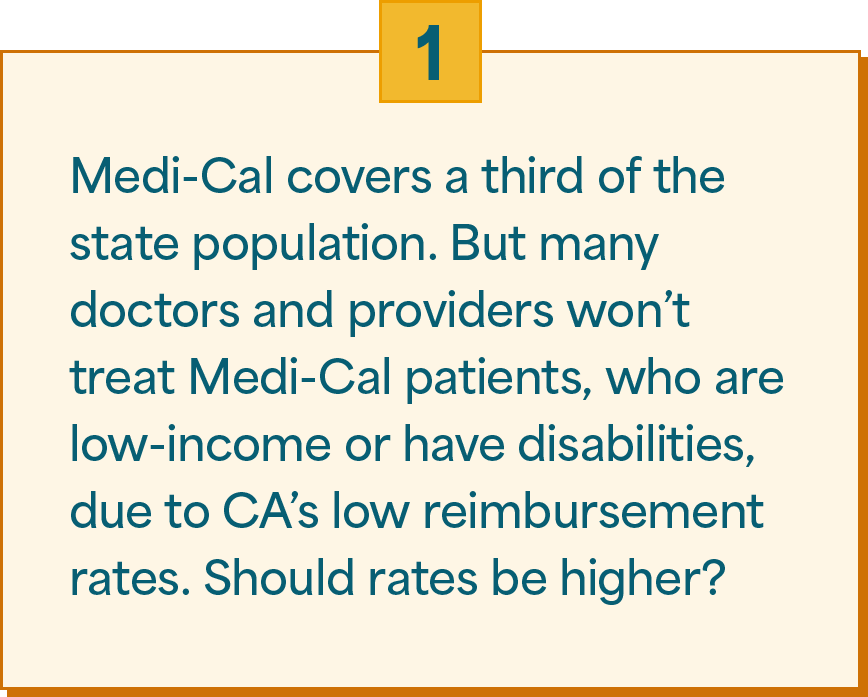 1
Medi-Cal covers a third of the
state population. But many
doctors and providers won’t
treat Medi-Cal patients, who are
low-income or have disabilities,
due to CA’s low reimbursement
rates. Should rates be higher?